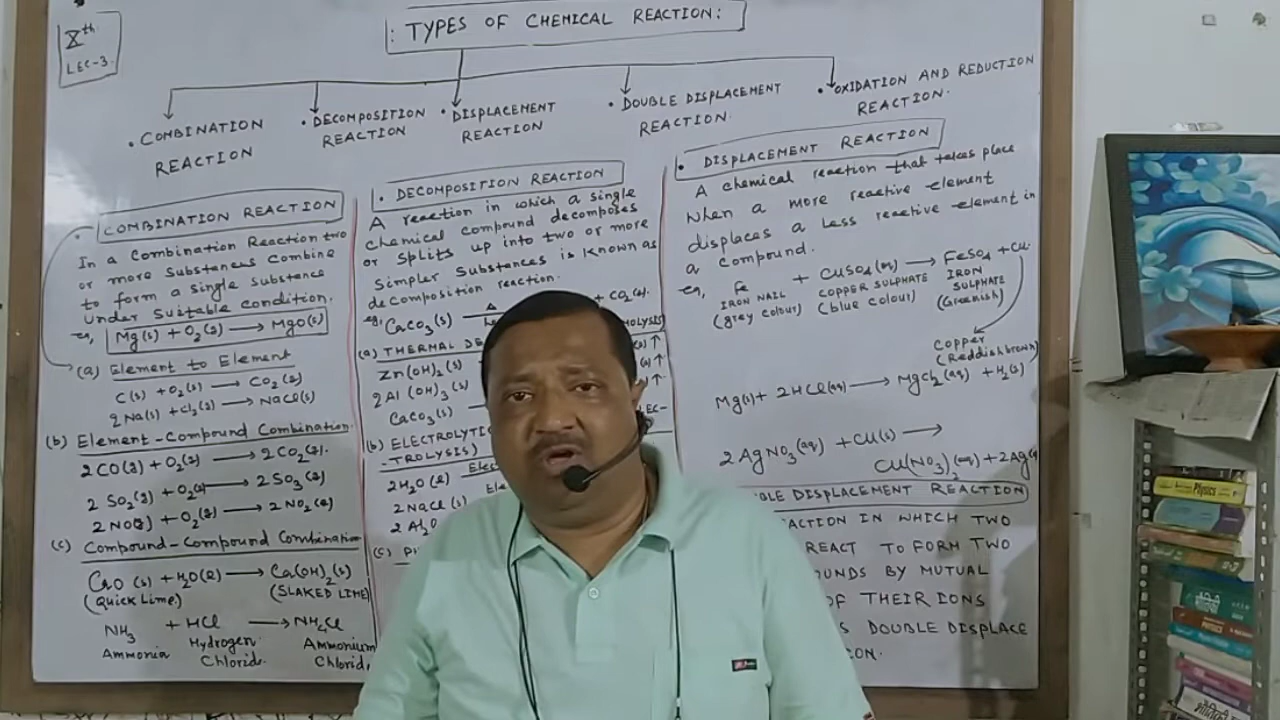 Xth
LEC-3
: TYPES OF CHEMICAL REACTION:
• COMBINATION
REACTION
• DECOMPOSITION
REACTION
• DISPLACEMENT
REACTION
• DOUBLE DISPLACEMENT
REACTION.
• OXIDATION AND REDUCTION
REACTION.
COMBINATION REACTION
In a Combination Reaction two
or more substances combine
to form a single substance
under suitable condition.
eg, Mg(s) + O2(g) ⟶ MgO(s)
(a) Element to Element
C(s) + O2(s) ⟶ CO2(g)
2Na(s) + Cl2(g) ⟶ NaCl(s)
(b) Element-Compound Combination.
2CO(g) + O2(g) ⟶ 2CO2(g).
2SO2(g) + O2(g) ⟶ 2SO3(g)
2NO(g) + O2(g) ⟶ 2NO2(g)
(c) Compound-Compound Combination
CaO(s) + H2O(l) ⟶ Ca(OH)2(s)
(Quick Lime) (SLAKED LIME)
NH3 + HCl ⟶ NH4Cl
Ammonia Hydrogen Ammonium
Chloride Chloride
• DECOMPOSITION REACTION
A reaction in which a single
chemical compound decomposes
or splits up into two or more
simpler substances is known as
decomposition reaction.
eg, CaCO3(s) + CO2(g).
(a) THERMAL DE
Zn(OH)2(s)
2Al(OH)3(s)
CaCO3(s)
(b) ELECTROLYTIC
-TROLYSIS)
2H2O(l)
2NaCl(s)
(c)
• DISPLACEMENT REACTION
A chemical reaction that takes place
when a more reactive element
displaces a less reactive element in
a compound.
eg, Fe + CuSO4(aq) ⟶ FeSO4 + Cu.
IRON NAIL COPPER SULPHATE IRON SULPHATE
(grey colour) (blue colour) (Greenish)
Copper
(Reddish brown)
Mg(s) + 2HCl(aq) ⟶ MgCl2(aq) + H2(g)
2AgNO3(aq) + Cu(s) ⟶
Cu(NO3)2(aq) + 2Ag(
BLE DISPLACEMENT REACTION
ACTION IN WHICH TWO
REACT TO FORM TWO
OUNDS BY MUTUAL
OF THEIR IONS
S DOUBLE DISPLACE
ION.
Physics
PHYSICS